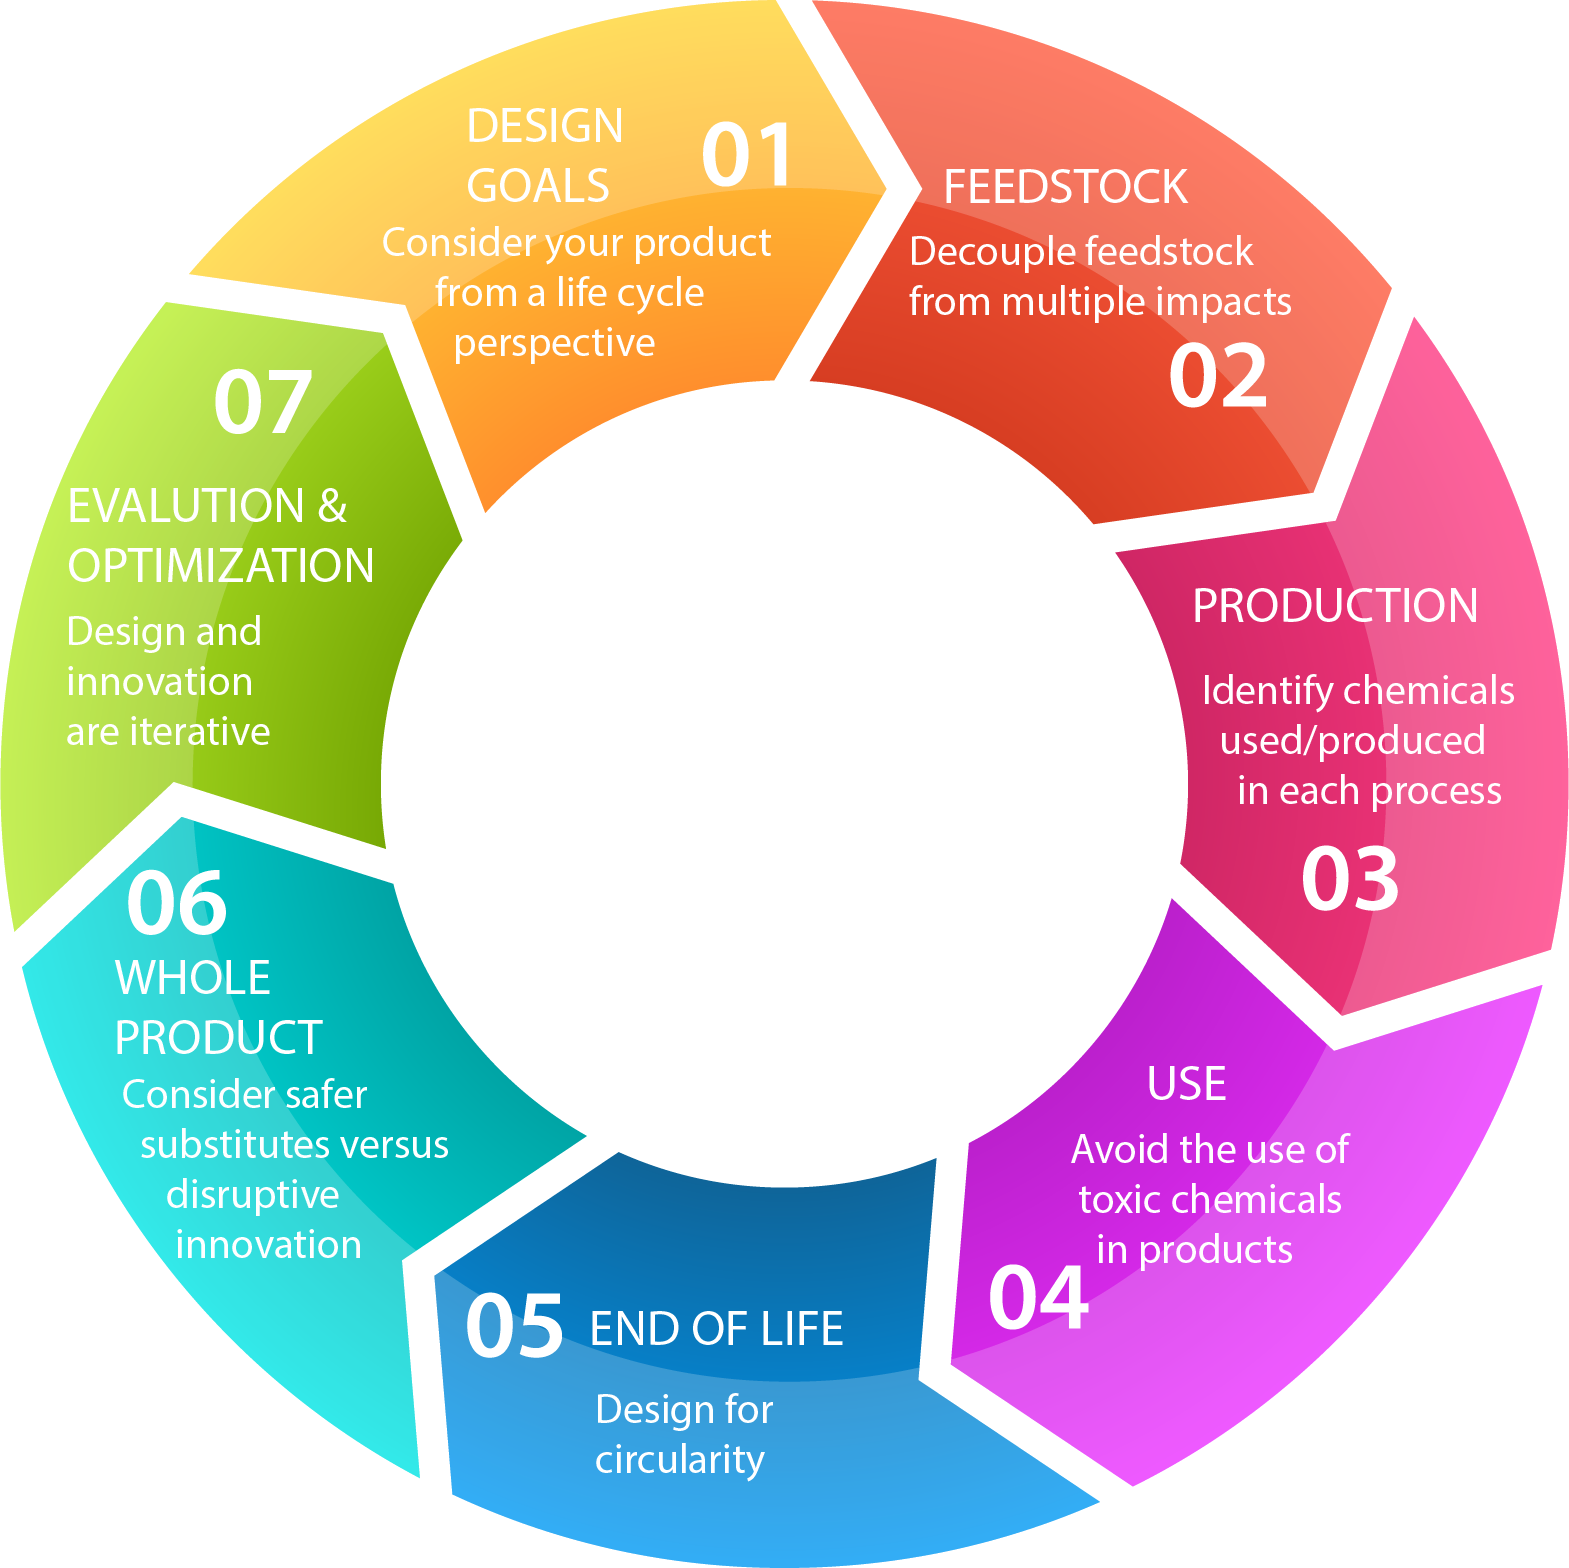 DESIGN
GOALS
01
Consider your product
from a life cycle
perspective
FEEDSTOCK
Decouple feedstock
from multiple impacts
02
PRODUCTION
Identify chemicals
used/produced
in each process
03
USE
Avoid the use of
toxic chemicals
in products
04
05 END OF LIFE
Design for
circularity
06
WHOLE
PRODUCT
Consider safer
substitutes versus
disruptive
innovation
07
EVALUTION &
OPTIMIZATION
Design and
innovation
are iterative